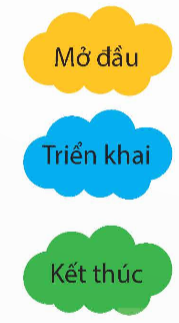 Mở đầu
Triển khai
Kết thúc